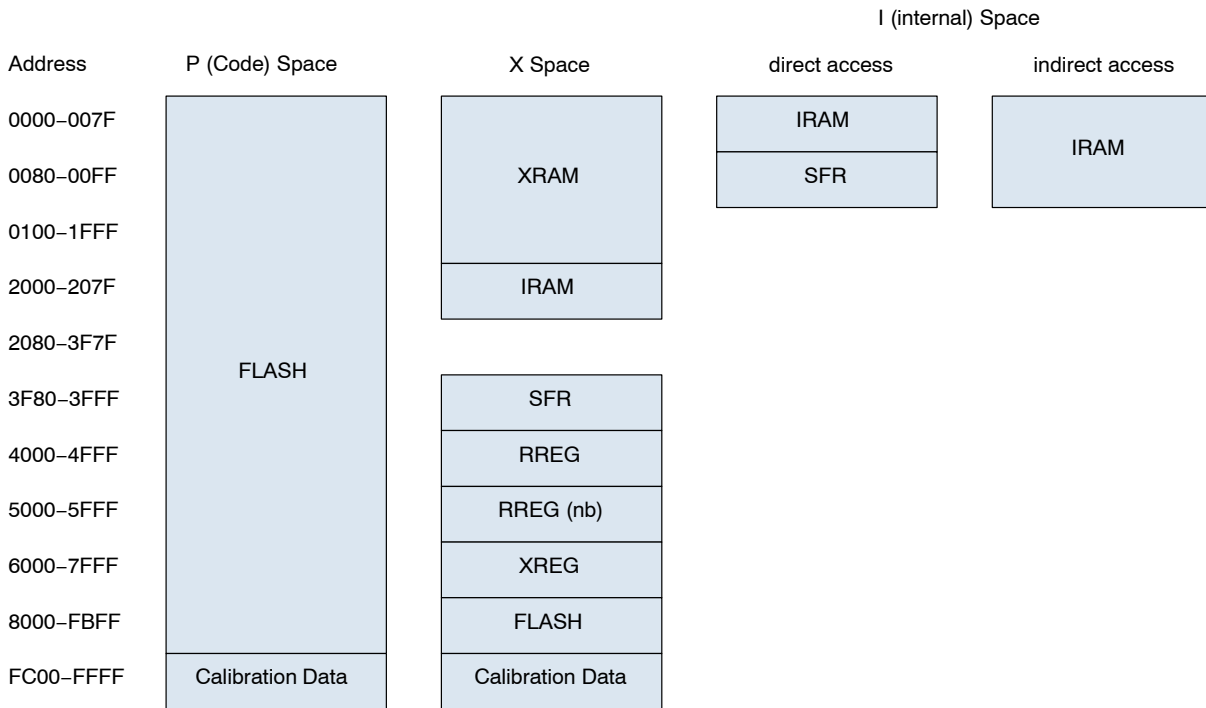 I (internal) Space
Address P (Code) Space X Space direct access indirect access
0000−007F IRAM
IRAM
0080−00FF XRAM SFR
0100−1FFF
2000−207F IRAM
2080−3F7F
FLASH
3F80−3FFF SFR
4000−4FFF RREG
5000−5FFF RREG (nb)
6000−7FFF XREG
8000−FBFF FLASH
FC00−FFFF Calibration Data Calibration Data